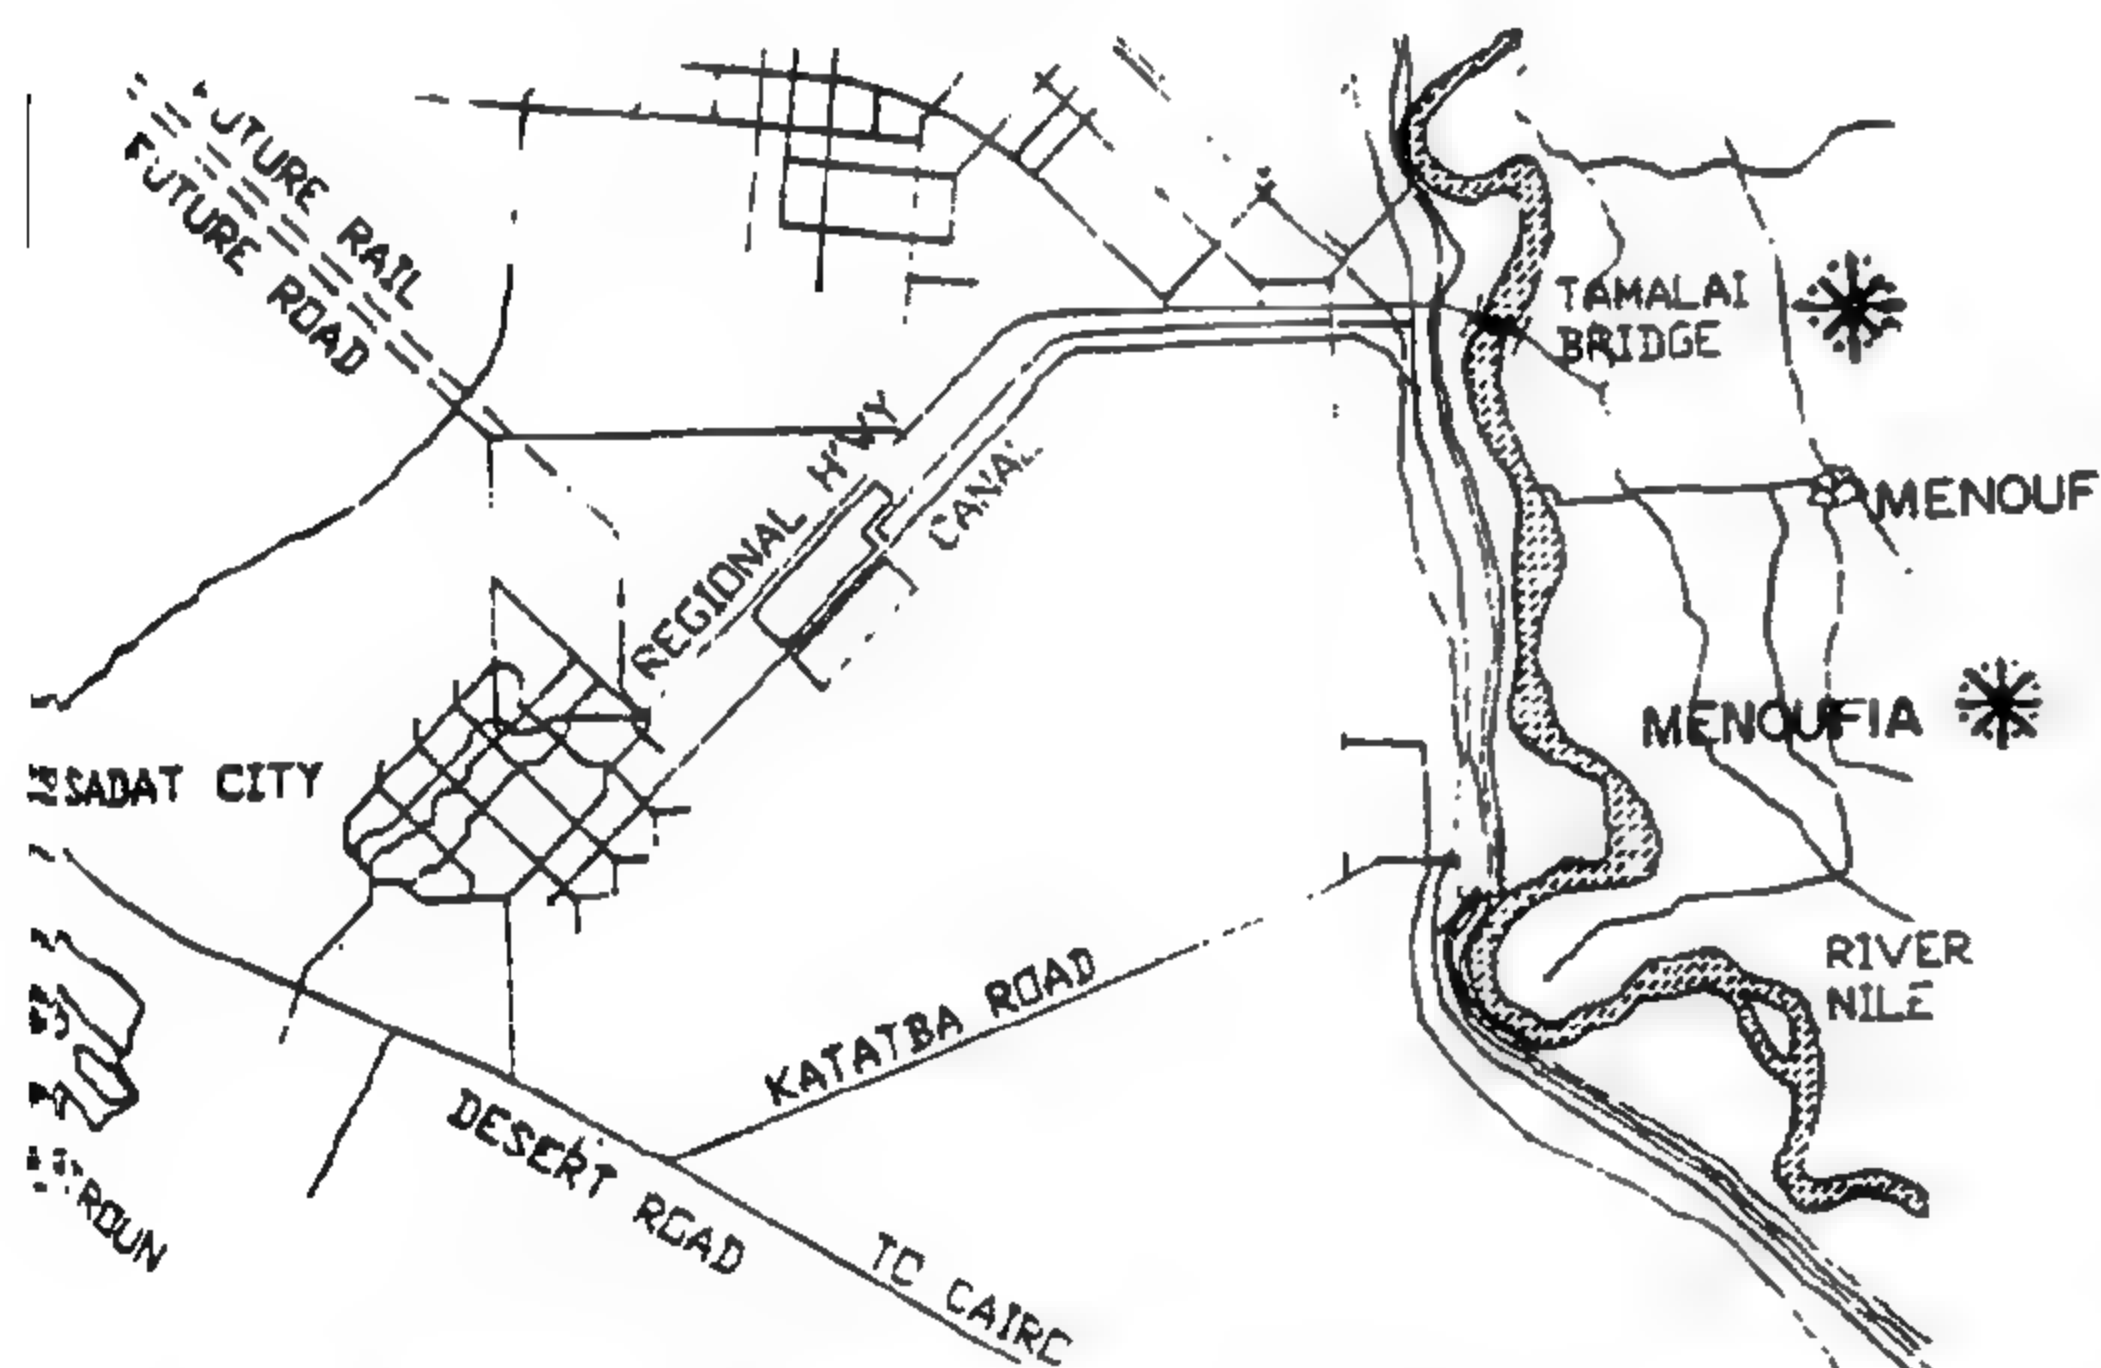 FUTURE RAIL
FUTURE ROAD
TAMALAI
BRIDGE
REGIONAL H'WY
CANAL
MENOUF
MENOUFIA
SADAT CITY
RIVER
NILE
KATATBA ROAD
DESERT ROAD
TO CAIRO
ROUN